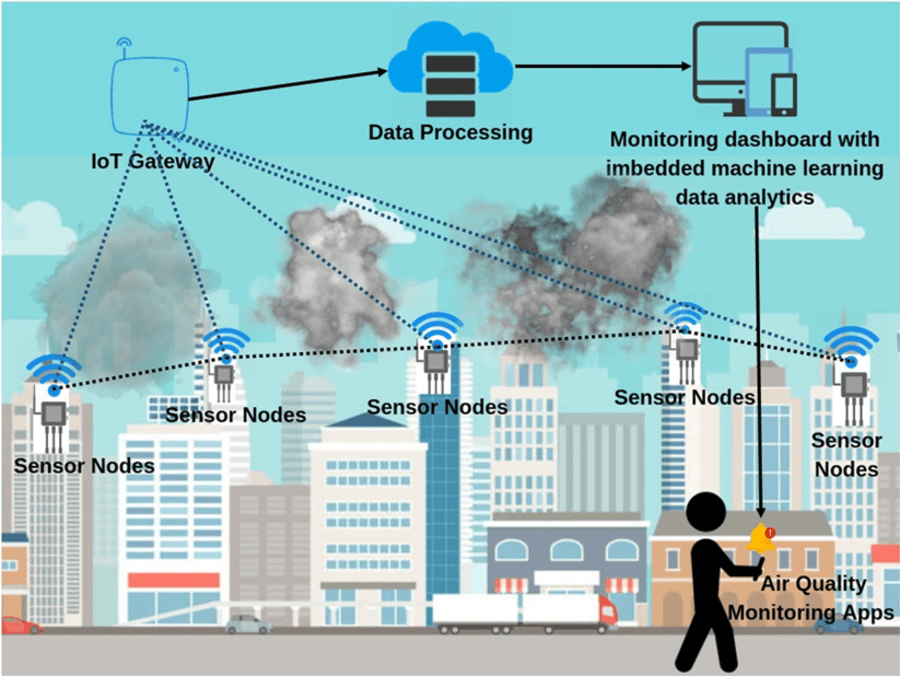 IoT Gateway
Data Processing
Monitoring dashboard with
imbedded machine learning
data analytics
Sensor Nodes
Sensor Nodes
Sensor Nodes
Sensor Nodes
Sensor
Nodes
!
Air Quality
Monitoring Apps